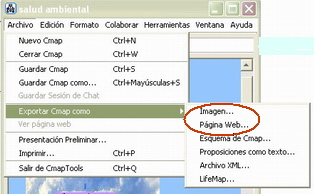 salud ambiental
Archivo Edición Formato Colaborar Herramientas Ventana Ayuda
Nuevo Cmap Ctrl+N
Cerrar Cmap Ctrl+W
Guardar Cmap Ctrl+S
Guardar Cmap como... Ctrl+Mayúsculas+S
Guardar Sesión de Chat
Exportar Cmap como
Ver página web
Presentación Preliminar...
Imprimir... Ctrl+P
Salir de CmapTools Ctrl+Q
Imagen...
Página Web...
Esquema de Cmap...
Proposiciones como texto...
Archivo XML...
LifeMap...